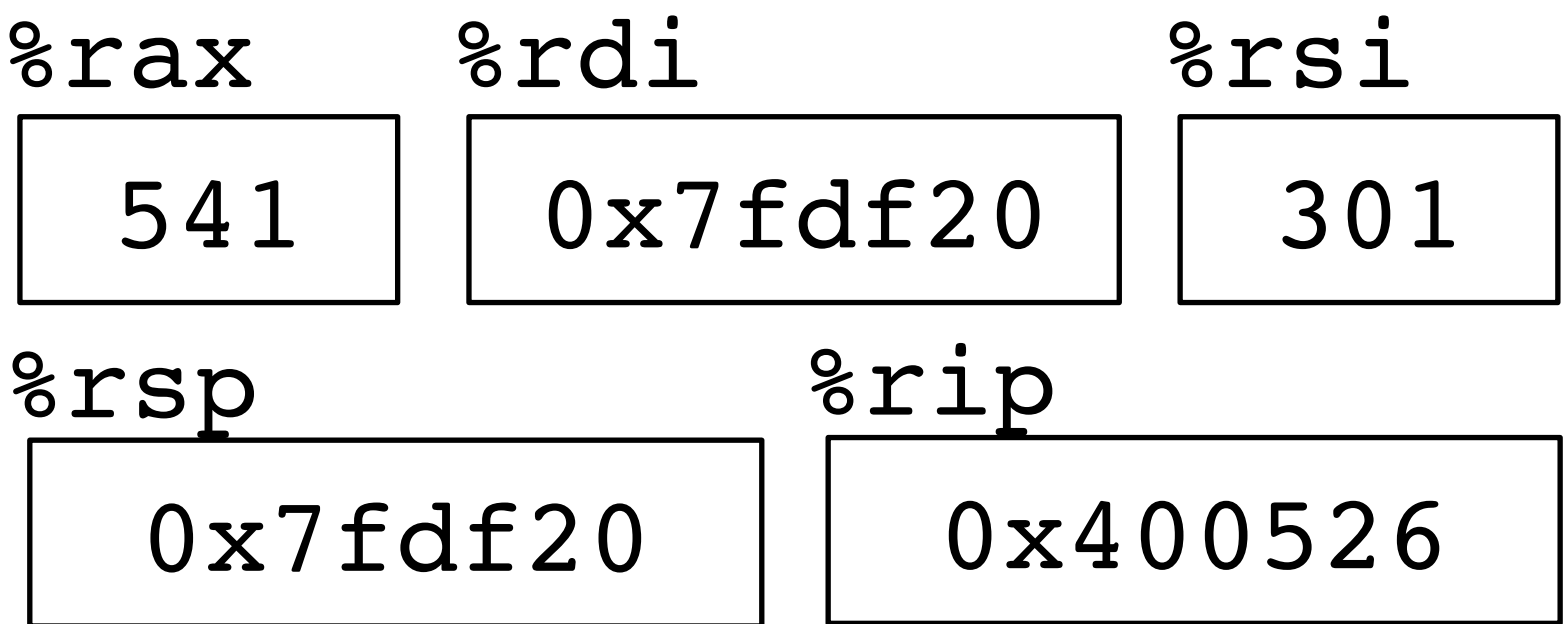 %rax %rdi %rsi
541 0x7fdf20 301
%rsp %rip
0x7fdf20 0x400526